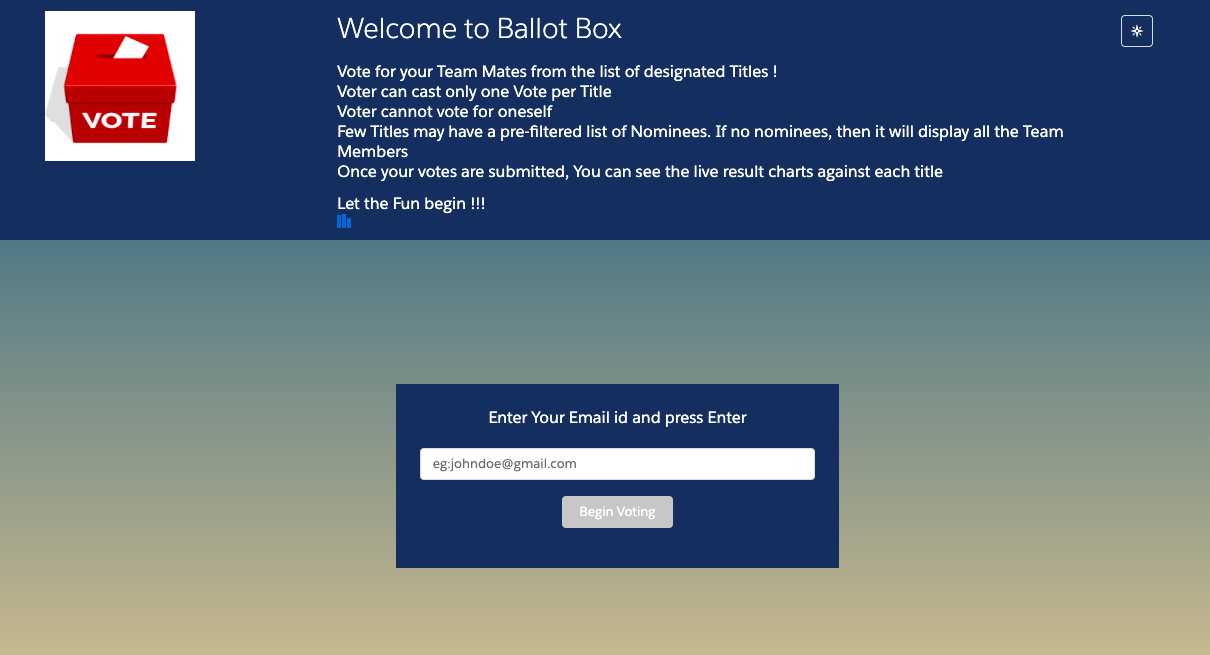 VOTE
Welcome to Ballot Box
Vote for your Team Mates from the list of designated Titles !
Voter can cast only one Vote per Title
Voter cannot vote for oneself
Few Titles may have a pre-filtered list of Nominees. If no nominees, then it will display all the Team
Members
Once your votes are submitted, You can see the live result charts against each title
Let the Fun begin !!!
Enter Your Email id and press Enter
eg:johndoe@gmail.com
Begin Voting